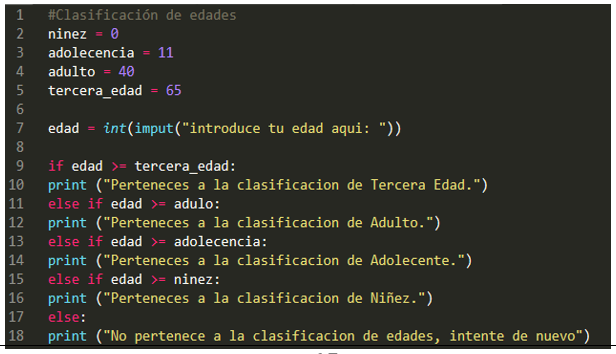 1 #Clasificación de edades
2 ninez = 0
3 adolecencia = 11
4 adulto = 40
5 tercera_edad = 65
6
7 edad = int(imput("introduce tu edad aqui: "))
8
9 if edad >= tercera_edad:
10 print ("Perteneces a la clasificacion de Tercera Edad.")
11 else if edad >= adulo:
12 print ("Perteneces a la clasificacion de Adulto.")
13 else if edad >= adolecencia:
14 print ("Perteneces a la clasificacion de Adolecente.")
15 else if edad >= ninez:
16 print ("Perteneces a la clasificacion de Niñez.")
17 else:
18 print ("No pertenece a la clasificacion de edades, intente de nuevo")